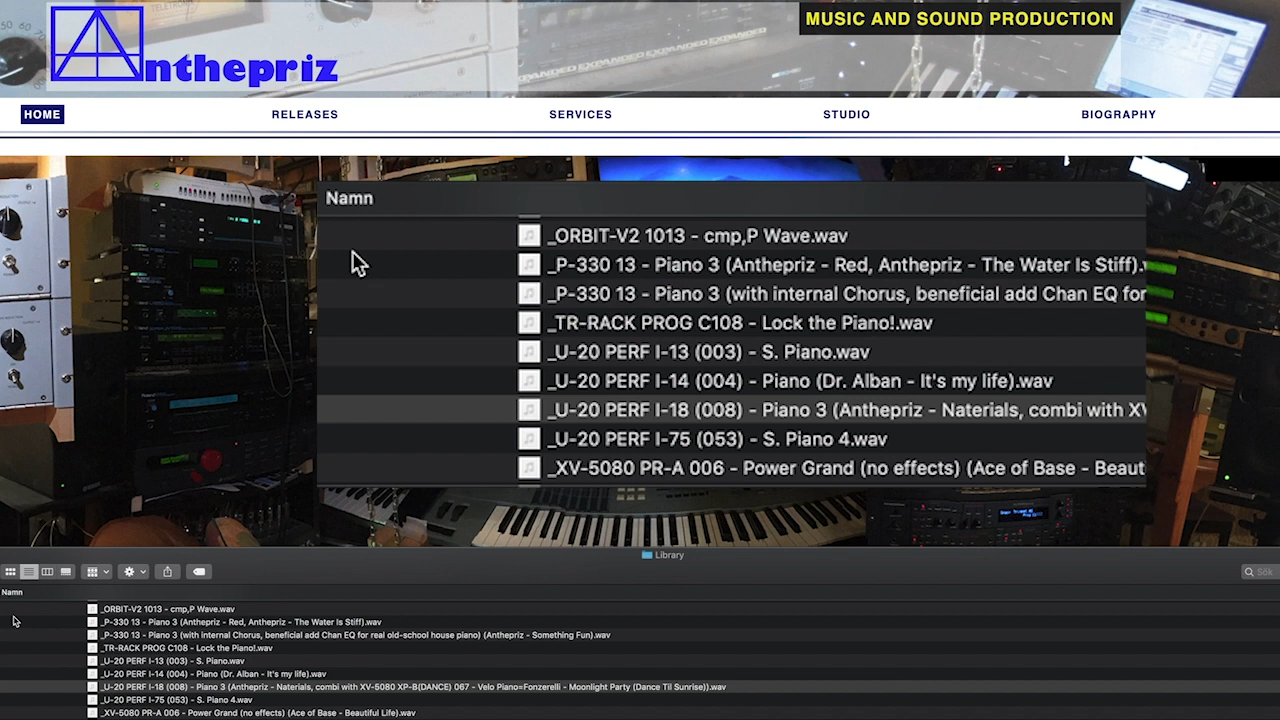 Anthepriz
MUSIC AND SOUND PRODUCTION
HOME
RELEASES
SERVICES
STUDIO
BIOGRAPHY
Namn
_ORBIT-V2 1013 - cmp,P Wave.wav
_P-330 13 - Piano 3 (Anthepriz - Red, Anthepriz - The Water Is Stiff).
_P-330 13 - Piano 3 (with internal Chorus, beneficial add Chan EQ for
_TR-RACK PROG C108 - Lock the Piano!.wav
_U-20 PERF I-13 (003) - S. Piano.wav
_U-20 PERF I-14 (004) - Piano (Dr. Alban - It's my life).wav
_U-20 PERF I-18 (008) - Piano 3 (Anthepriz - Naterials, combi with XV
_U-20 PERF I-75 (053) - S. Piano 4.wav
_XV-5080 PR-A 006 - Power Grand (no effects) (Ace of Base - Beaut
Library
Sök
Namn
_ORBIT-V2 1013 - cmp,P Wave.wav
_P-330 13 - Piano 3 (Anthepriz - Red, Anthepriz - The Water Is Stiff).wav
_P-330 13 - Piano 3 (with internal Chorus, beneficial add Chan EQ for real old-school house piano) (Anthepriz - Something Fun).wav
_TR-RACK PROG C108 - Lock the Piano!.wav
_U-20 PERF I-13 (003) - S. Piano.wav
_U-20 PERF I-14 (004) - Piano (Dr. Alban - It's my life).wav
_U-20 PERF I-18 (008) - Piano 3 (Anthepriz - Naterials, combi with XV-5080 XP-B(DANCE) 067 - Velo Piano=Fonzerelli - Moonlight Party (Dance Til Sunrise)).wav
_U-20 PERF I-75 (053) - S. Piano 4.wav
_XV-5080 PR-A 006 - Power Grand (no effects) (Ace of Base - Beautiful Life).wav